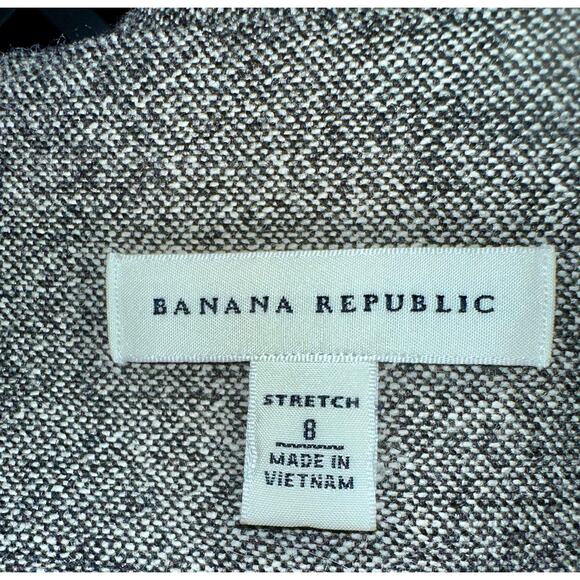 BANANA REPUBLIC
STRETCH
8
MADE IN
VIETNAM